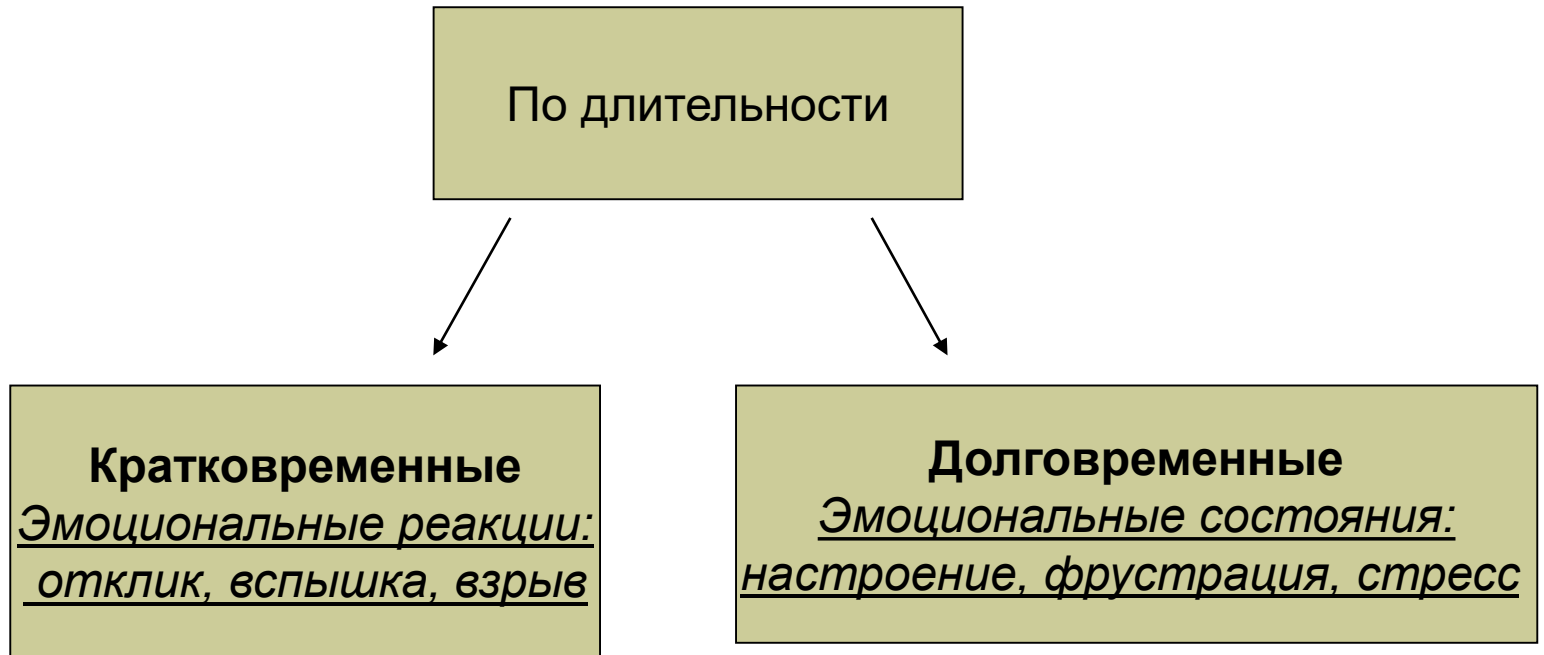 По длительности
Кратковременные
Эмоциональные реакции:
отклик, вспышка, взрыв
Долговременные
Эмоциональные состояния:
настроение, фрустрация, стресс